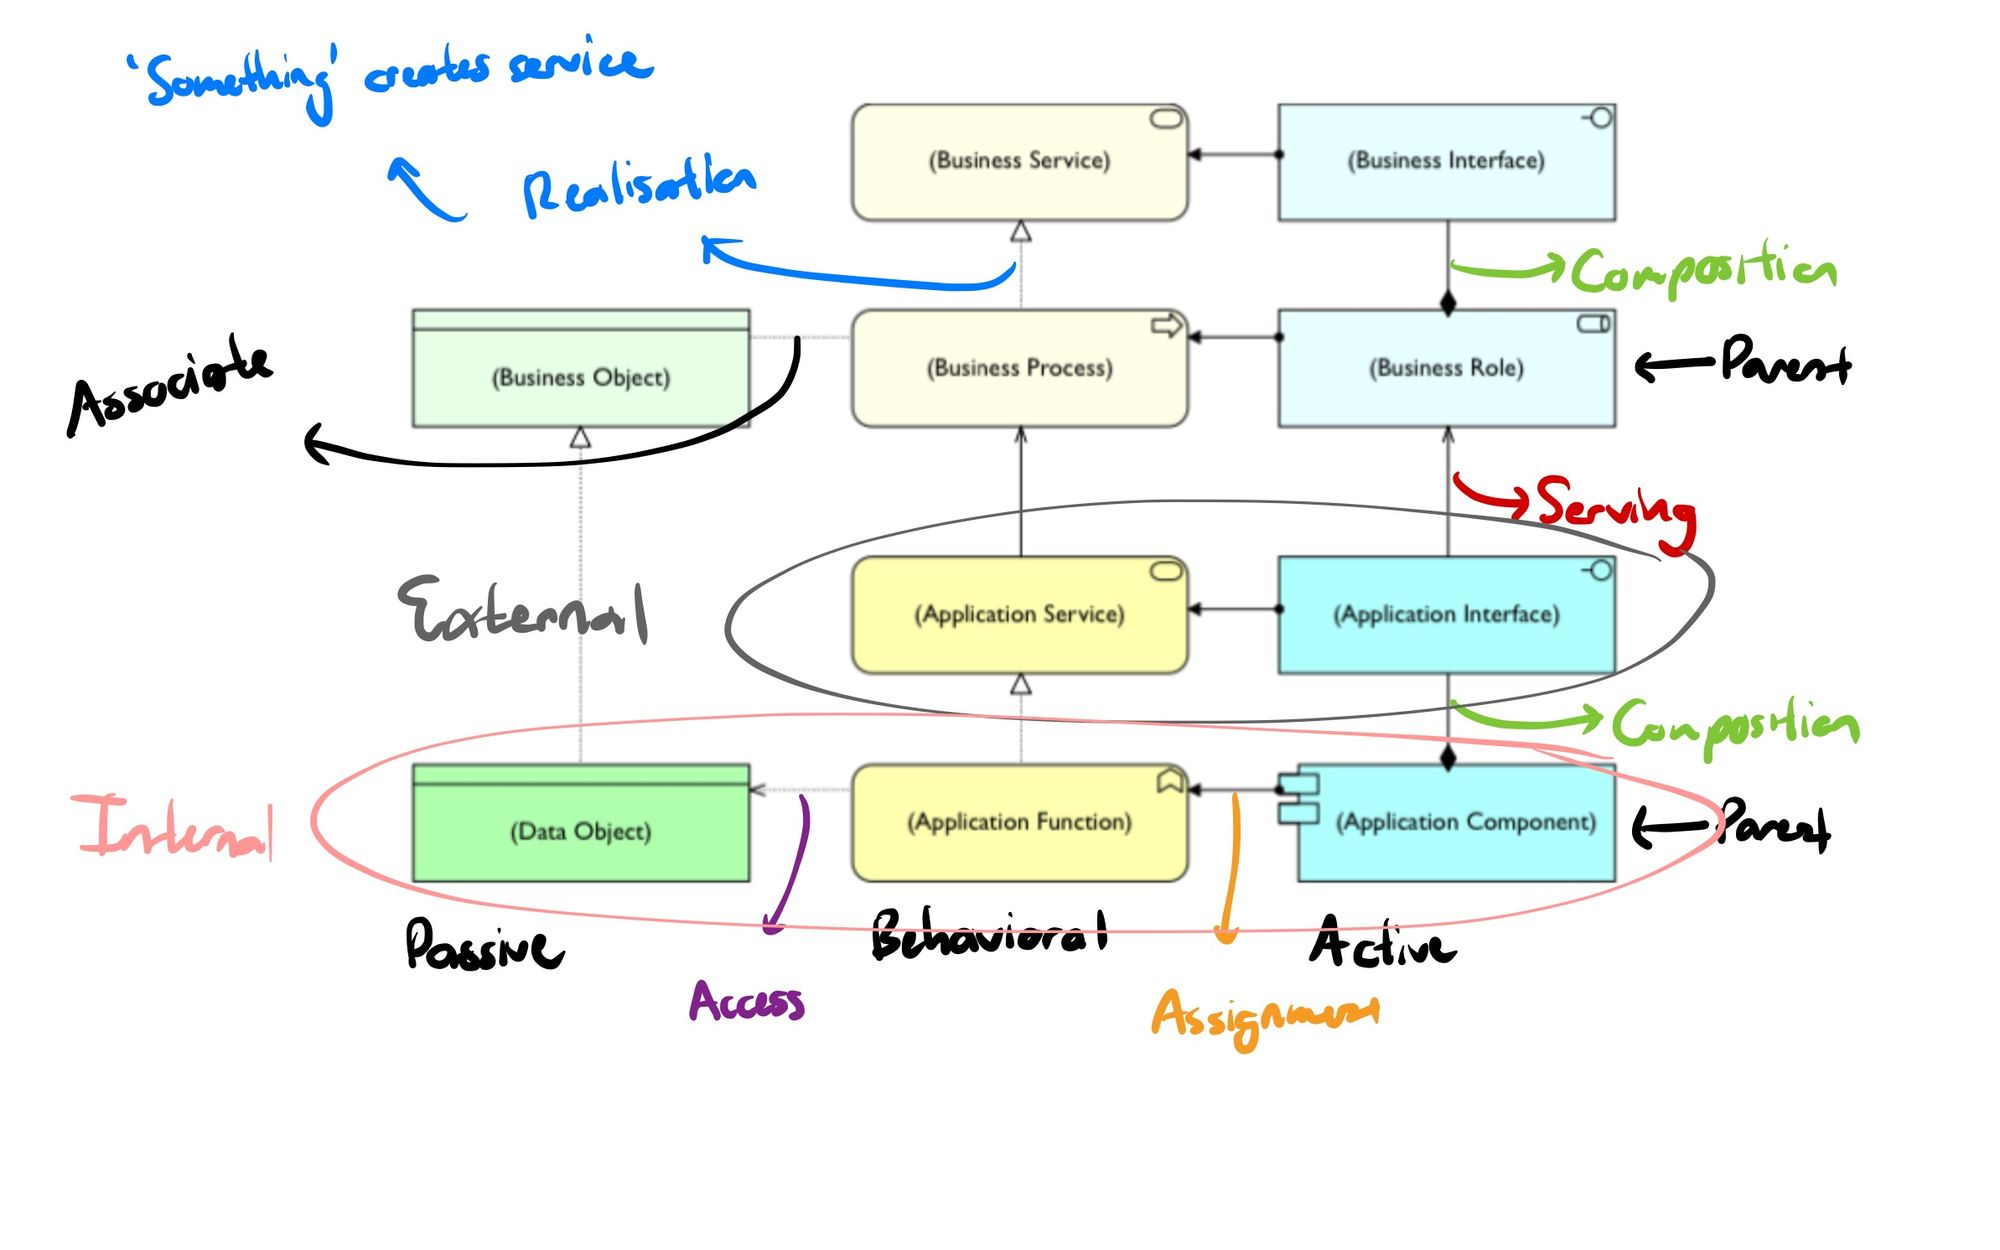 'Something' creates service
Realisation
(Business Service)
(Business Interface)
Composition
Associate
(Business Object)
(Business Process)
(Business Role)
Parent
Serving
External
(Application Service)
(Application Interface)
Composition
Internal
(Data Object)
(Application Function)
(Application Component)
Parent
Passive
Behavioral
Active
Access
Assignment